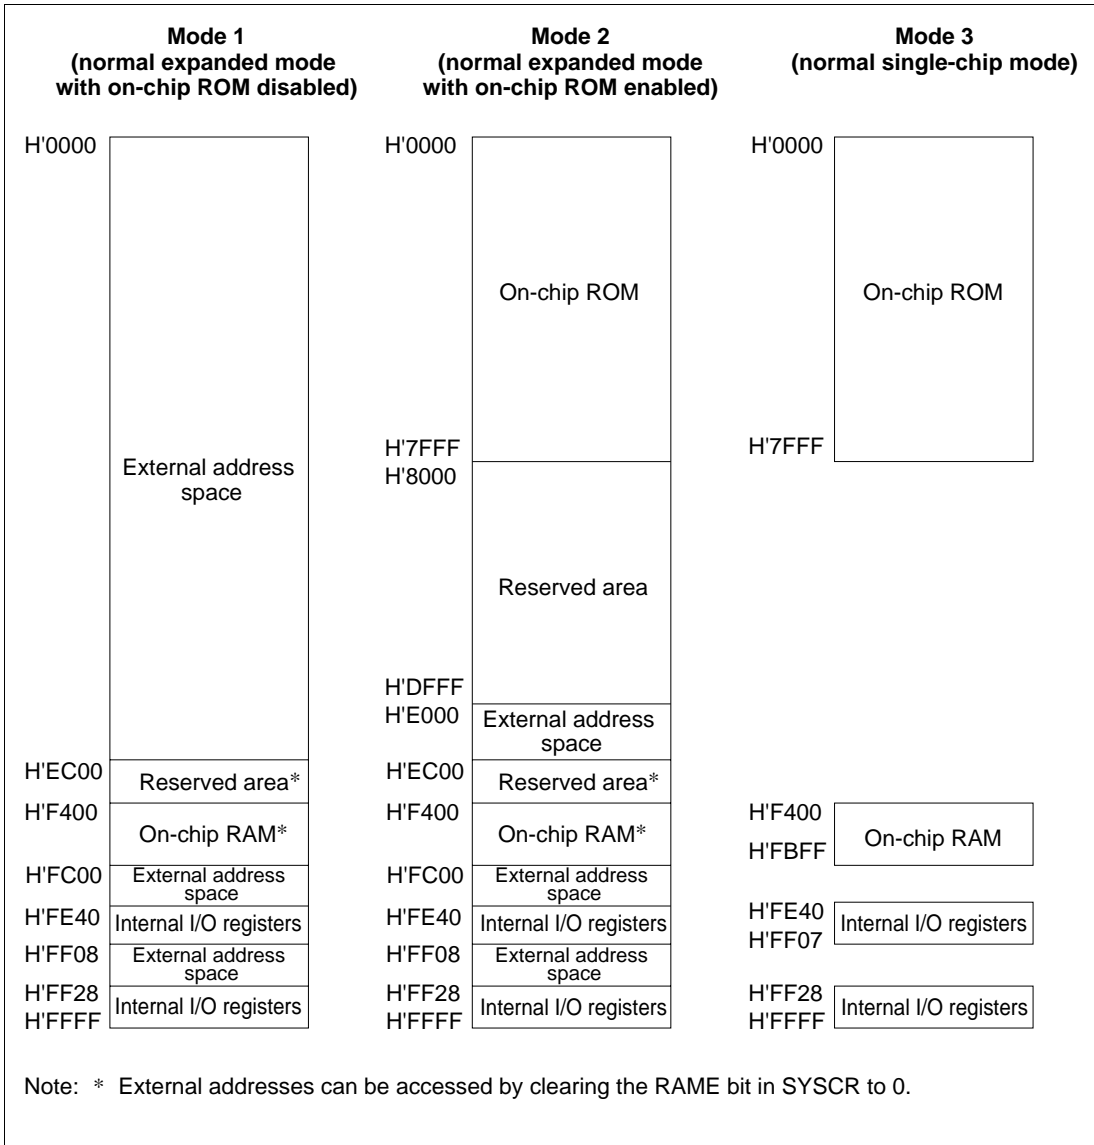 Mode 1
(normal expanded mode
with on-chip ROM disabled)
H'0000
External address
space
H'EC00
Reserved area*
H'F400
On-chip RAM*
H'FC00
External address
space
H'FE40
Internal I/O registers
H'FF08
External address
space
H'FF28
Internal I/O registers
H'FFFF
Mode 2
(normal expanded mode
with on-chip ROM enabled)
H'0000
On-chip ROM
H'7FFF
H'8000
Reserved area
H'DFFF
H'E000
External address
space
H'EC00
Reserved area*
H'F400
On-chip RAM*
H'FC00
External address
space
H'FE40
Internal I/O registers
H'FF08
External address
space
H'FF28
Internal I/O registers
H'FFFF
Mode 3
(normal single-chip mode)
H'0000
On-chip ROM
H'7FFF
H'F400
On-chip RAM
H'FBFF
H'FE40
Internal I/O registers
H'FF07
H'FF28
Internal I/O registers
H'FFFF
Note: * External addresses can be accessed by clearing the RAME bit in SYSCR to 0.